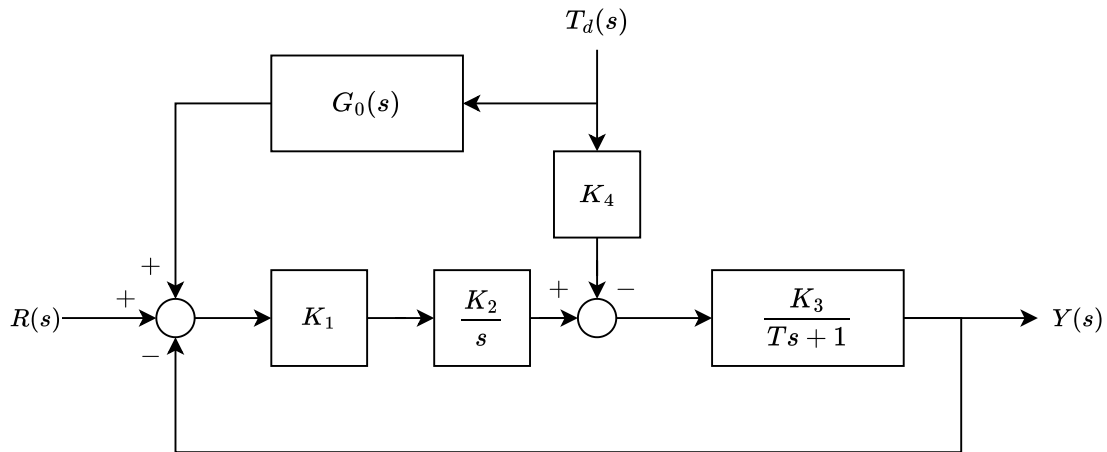 T_d(s)
G_0(s)
K_4
+
+
+
−
R(s)
K_1
K_2
s
K_3
Ts + 1
Y(s)
−